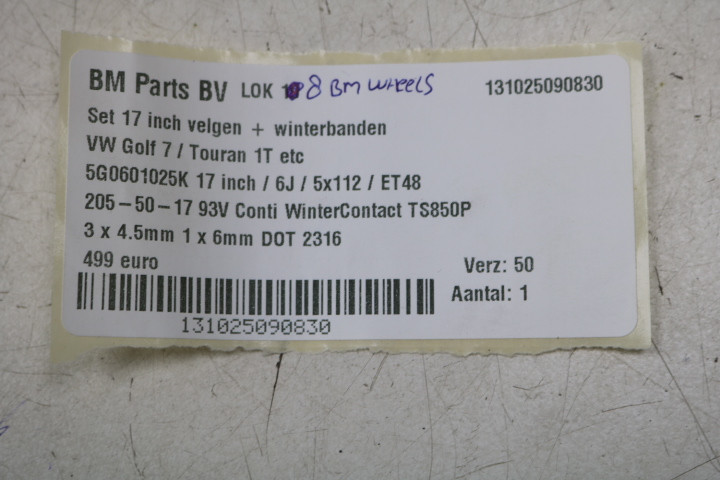 BM Parts BV LOK 8 BM WHEELS 131025090830
Set 17 inch velgen + winterbanden
VW Golf 7 / Touran 1T etc
5G0601025K 17 inch / 6J / 5x112 / ET48
205-50-17 93V Conti WinterContact TS850P
3 x 4.5mm 1 x 6mm DOT 2316
499 euro Verz: 50
Aantal: 1
131025090830